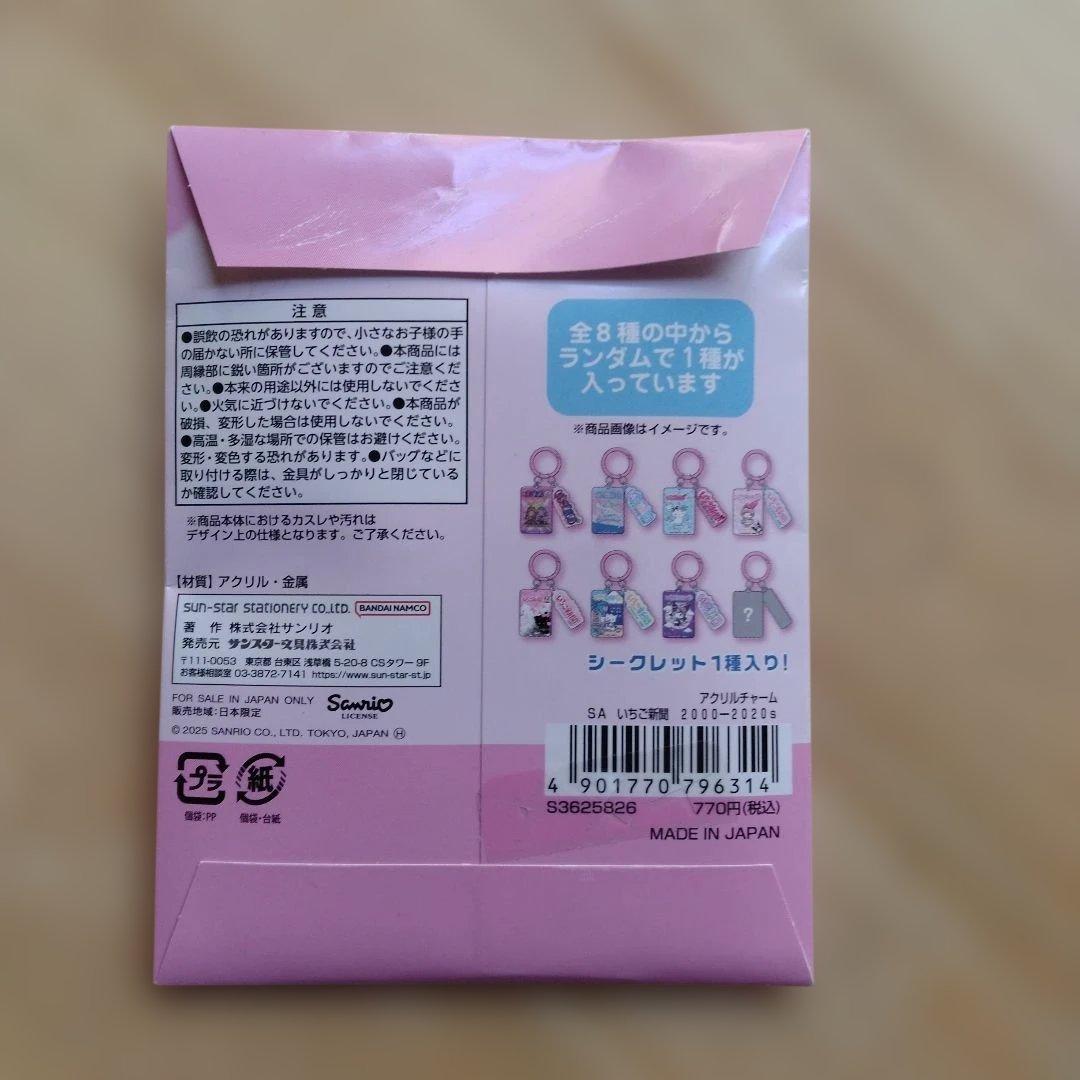 注意
●誤飲の恐れがありますので、小さなお子様の手
の届かない所に保管してください。●本商品には
周縁部に鋭い箇所がございますのでご注意くだ
さい。●本来の用途以外には使用しないでくださ
い。●火気に近づけないでください。●本商品が
破損、変形した場合は使用しないでください。
●高温・多湿な場所での保管はお避けください。
変形・変色する恐れがあります。●バッグなどに
取り付ける際は、金具がしっかりと閉じている
か確認してください。
※商品本体におけるカスレや汚れは
デザイン上の仕様となります。ご了承ください。
【材質】アクリル・金属
sun-star stationery co.,ltd. BANDAI NAMCO
著 作 株式会社サンリオ
発売元 サンスター文具株式会社
〒111-0053 東京都 台東区 浅草橋 5-20-8 CSタワー 9F
お客様相談室 03-3872-7141 https://www.sun-star-st.jp
FOR SALE IN JAPAN ONLY
販売地域:日本限定
Sanrio
LICENSE
© 2025 SANRIO CO., LTD. TOKYO, JAPAN Ⓗ
プラ
個袋:PP
紙
個袋・台紙
全8種の中から
ランダムで1種が
入っています
※商品画像はイメージです。
?
シークレット1種入り!
アクリルチャーム
SA いちご新聞 2000ー2020s
4 901770 796314
S3625826 770円(税込)
MADE IN JAPAN